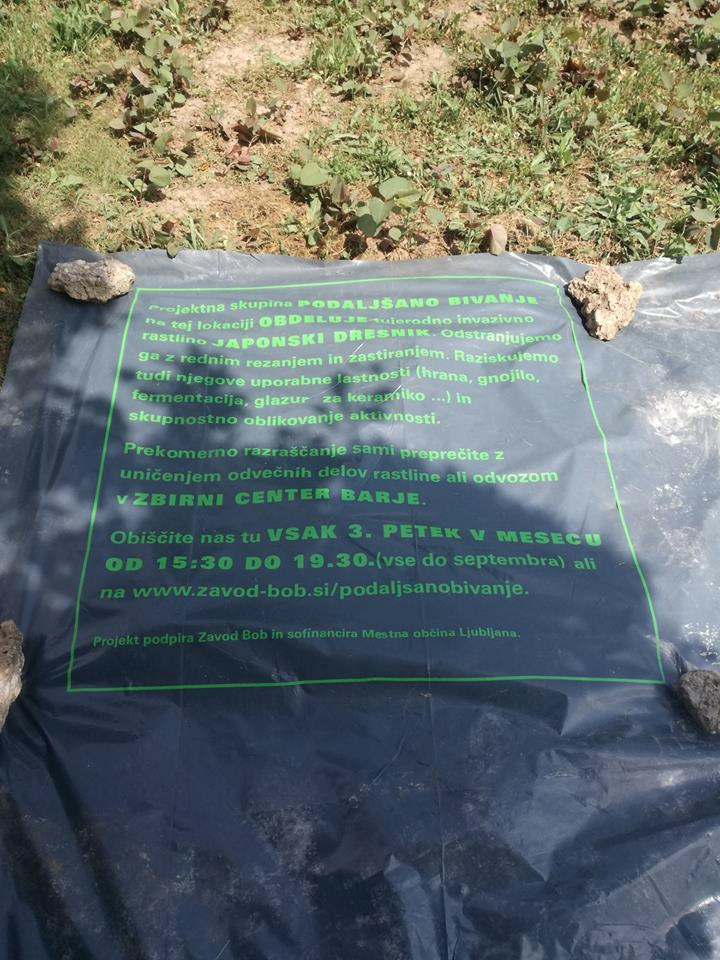 Projektna skupina PODALJŠANO BIVANJE
na tej lokaciji OBDELUJE tujerodno invazivno
rastlino JAPONSKI DRESNIK. Odstranjujemo
ga z rednim rezanjem in zastiranjem. Raziskujemo
tudi njegove uporabne lastnosti (hrana, gnojilo,
fermentacija, glazur za keramiko ...) in
skupnostno oblikovanje aktivnosti.
Prekomerno razraščanje sami preprečite z
uničenjem odvečnih delov rastline ali odvozom
v ZBIRNI CENTER BARJE.
Obiščite nas tu VSAK 3. PETEK V MESECU
OD 15:30 DO 19.30.(vse do septembra) ali
na www.zavod-bob.si/podaljsanobivanje.
Projekt podpira Zavod Bob in sofinancira Mestna občina Ljubljana.